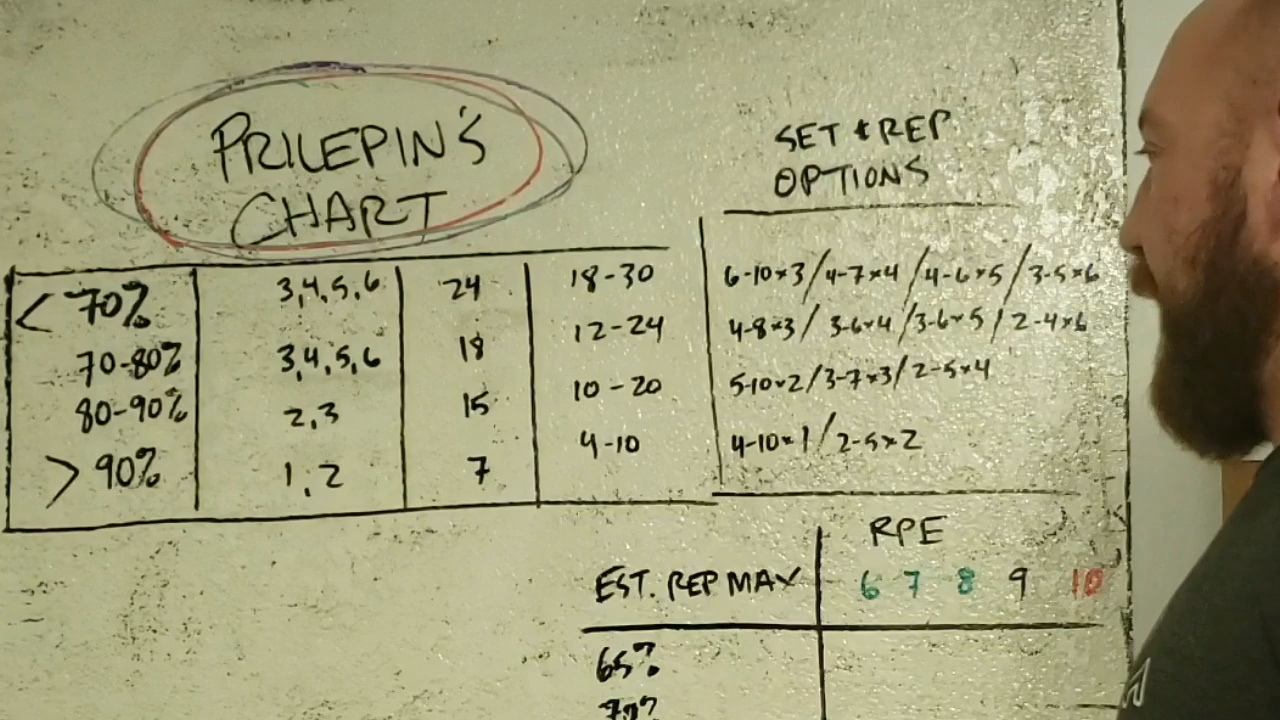 PRILEPIN'S
CHART
< 70% 3,4,5,6 24 18-30
70-80% 3,4,5,6 18 12-24
80-90% 2,3 15 10-20
> 90% 1,2 7 4-10
SET & REP
OPTIONS
6-10×3/4-7×4/4-6×5/3-5×6
4-8×3/3-6×4/3-6×5/2-4×6
5-10×2/3-7×3/2-5×4
4-10×1/2-5×2
RPE
EST. REP MAX 6 7 8 9 10
65%
70%